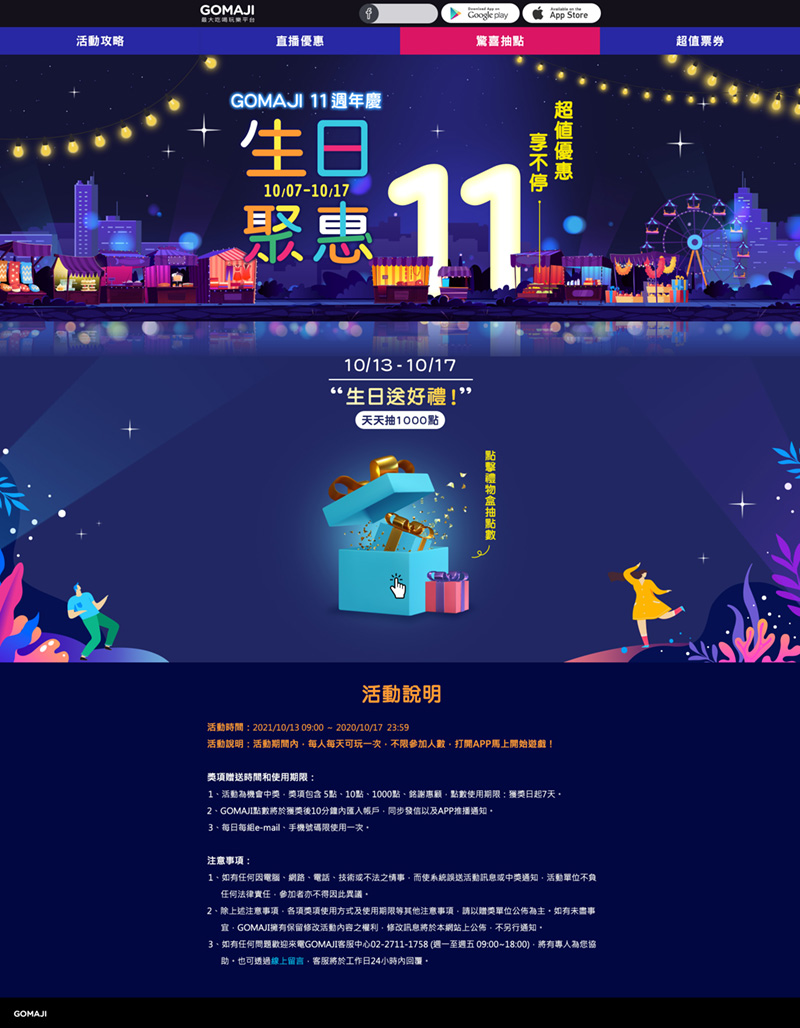 GOMAJI
最大吃喝玩樂平台
Download App on
Google play
Available on the
App Store
活動攻略
直播優惠
驚喜抽點
超值票券
GOMAJI 11週年慶
生日
10/07-10/17
聚惠
11
超值優惠
享不停
10/13 - 10/17
“生日送好禮！”
天天抽1000點
點擊禮物盒抽點數
活動說明
活動時間：2021/10/13 09:00 ~ 2020/10/17 23:59
活動說明：活動期間內，每人每天可玩一次，不限參加人數，打開APP馬上開始遊戲！
獎項贈送時間和使用期限：
1、活動為機會中獎，獎項包含 5點、10點、1000點、銘謝惠顧，點數使用期限：獲獎日起7天。
2、GOMAJI點數將於獲獎後10分鐘內匯入帳戶，同步發信以及APP推播通知。
3、每日每組e-mail、手機號碼限使用一次。
注意事項：
1、如有任何因電腦、網路、電話、技術或不法之情事，而使系統誤送活動訊息或中獎通知，活動單位不負
任何法律責任，參加者亦不得因此異議。
2、除上述注意事項，各項獎項使用方式及使用期限等其他注意事項，請以贈獎單位公佈為主。如有未盡事
宜，GOMAJI擁有保留修改活動內容之權利，修改訊息將於本網站上公佈，不另行通知。
3、如有任何問題歡迎來電GOMAJI客服中心02-2711-1758 (週一至週五 09:00~18:00)，將有專人為您協
助。也可透過線上留言，客服將於工作日24小時內回覆。
GOMAJI